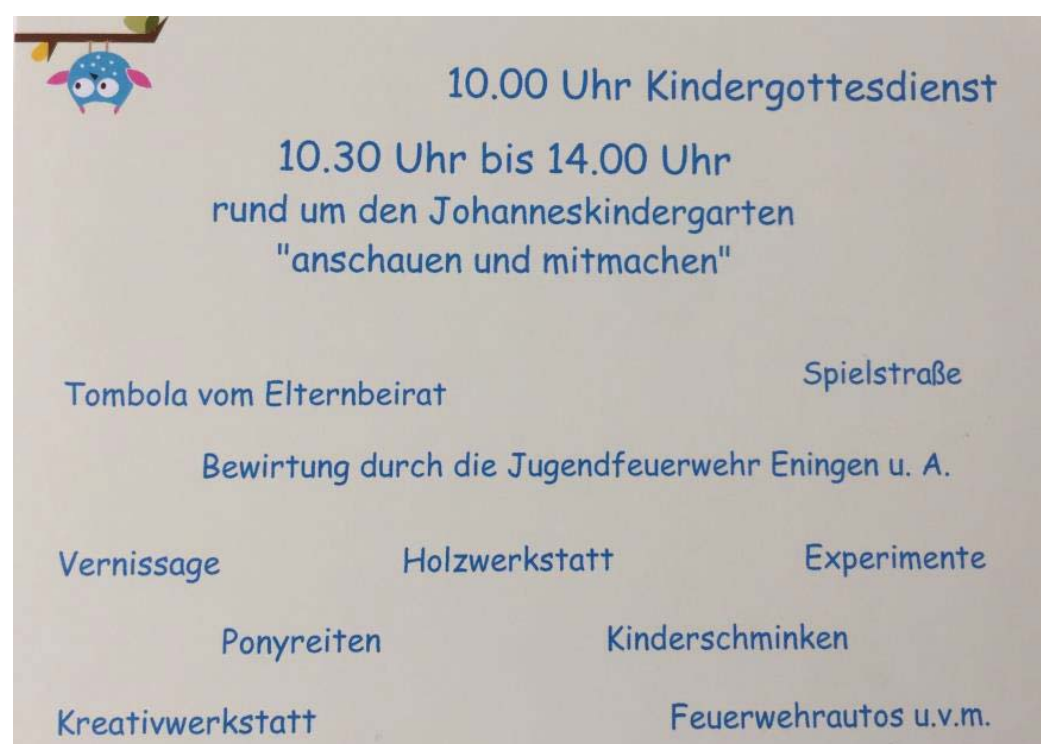 10.00 Uhr Kindergottesdienst
10.30 Uhr bis 14.00 Uhr
rund um den Johanneskindergarten
"anschauen und mitmachen"
Spielstraße
Tombola vom Elternbeirat
Bewirtung durch die Jugendfeuerwehr Eningen u. A.
Vernissage Holzwerkstatt Experimente
Ponyreiten Kinderschminken
Kreativwerkstatt Feuerwehrautos u.v.m.